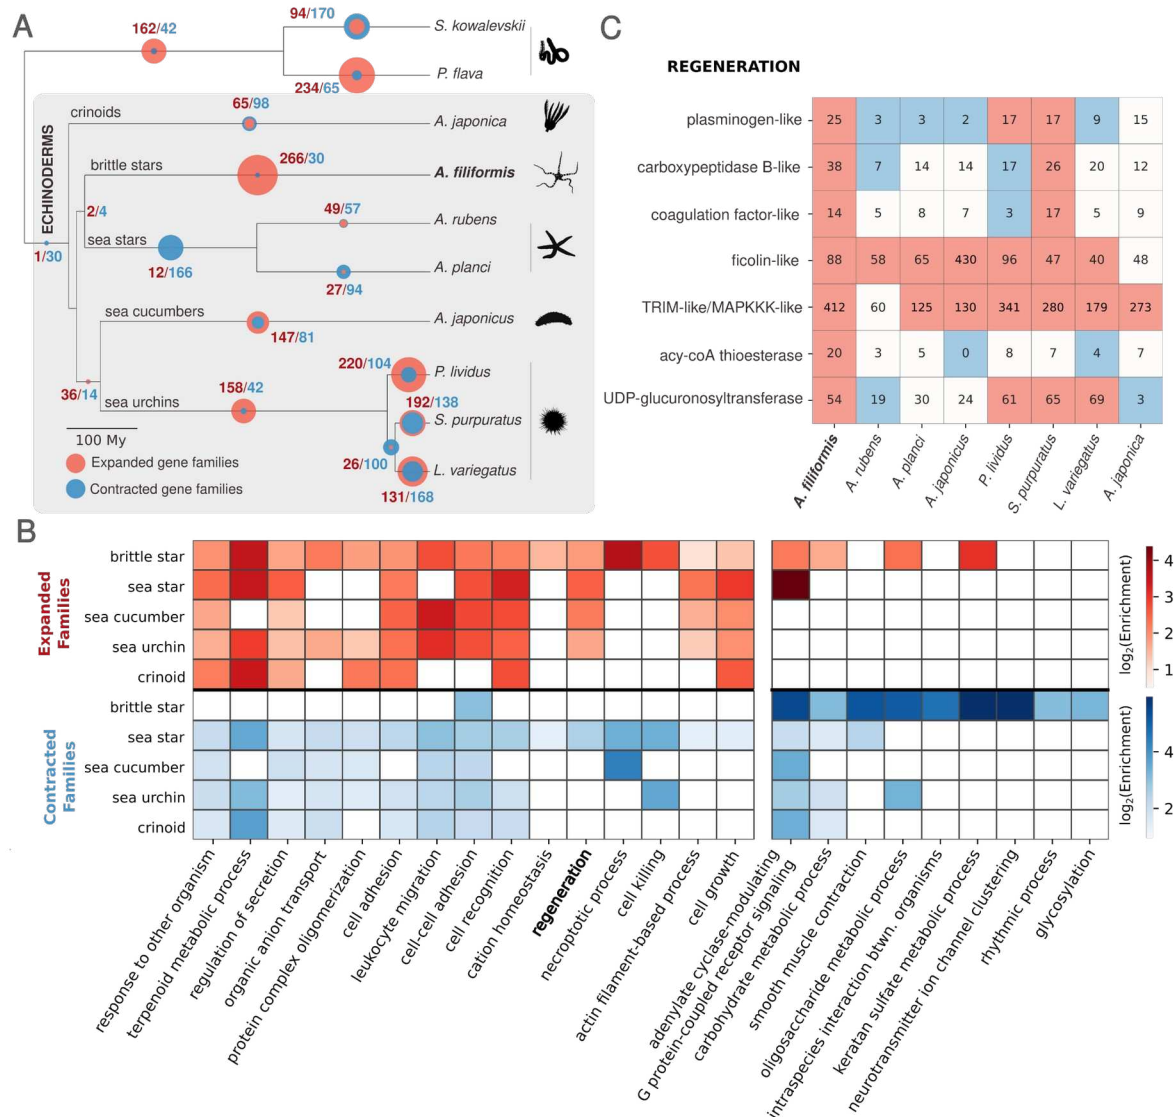 A
162/42
94/170
S. kowalevskii
P. flava
234/65
ECHINODERMS
crinoids
65/98
A. japonica
brittle stars
266/30
A. filiformis
2/4
49/57
A. rubens
sea stars
1/30
12/166
A. planci
27/94
sea cucumbers
A. japonicus
147/81
220/104
P. lividus
36/14
158/42
sea urchins
192/138
S. purpuratus
26/100
L. variegatus
131/168
100 My
Expanded gene families
Contracted gene families
C
REGENERATION
plasminogen-like 25 3 3 2 17 17 9 15
carboxypeptidase B-like 38 7 14 14 17 26 20 12
coagulation factor-like 14 5 8 7 3 17 5 9
ficolin-like 88 58 65 430 96 47 40 48
TRIM-like/MAPKKK-like 412 60 125 130 341 280 179 273
acy-coA thioesterase 20 3 5 0 8 7 4 7
UDP-glucuronosyltransferase 54 19 30 24 61 65 69 3
A. filiformis
A. rubens
A. planci
A. japonicus
P. lividus
S. purpuratus
L. variegatus
A. japonica
B
Expanded
Families
brittle star
sea star
sea cucumber
sea urchin
crinoid
Contracted
Families
brittle star
sea star
sea cucumber
sea urchin
crinoid
4
3
2
1
log2(Enrichment)
4
2
log2(Enrichment)
response to other organism
terpenoid metabolic process
regulation of secretion
organic anion transport
protein complex oligomerization
cell adhesion
leukocyte migration
cell-cell adhesion
cell recognition
cation homeostasis
regeneration
necroptotic process
cell killing
actin filament-based process
cell growth
adenylate cyclase-modulating
G protein-coupled receptor signaling
carbohydrate metabolic process
smooth muscle contraction
oligosaccharide metabolic process
intraspecies interaction btwn. organisms
keratan sulfate metabolic process
neurotransmitter ion channel clustering
rhythmic process
glycosylation